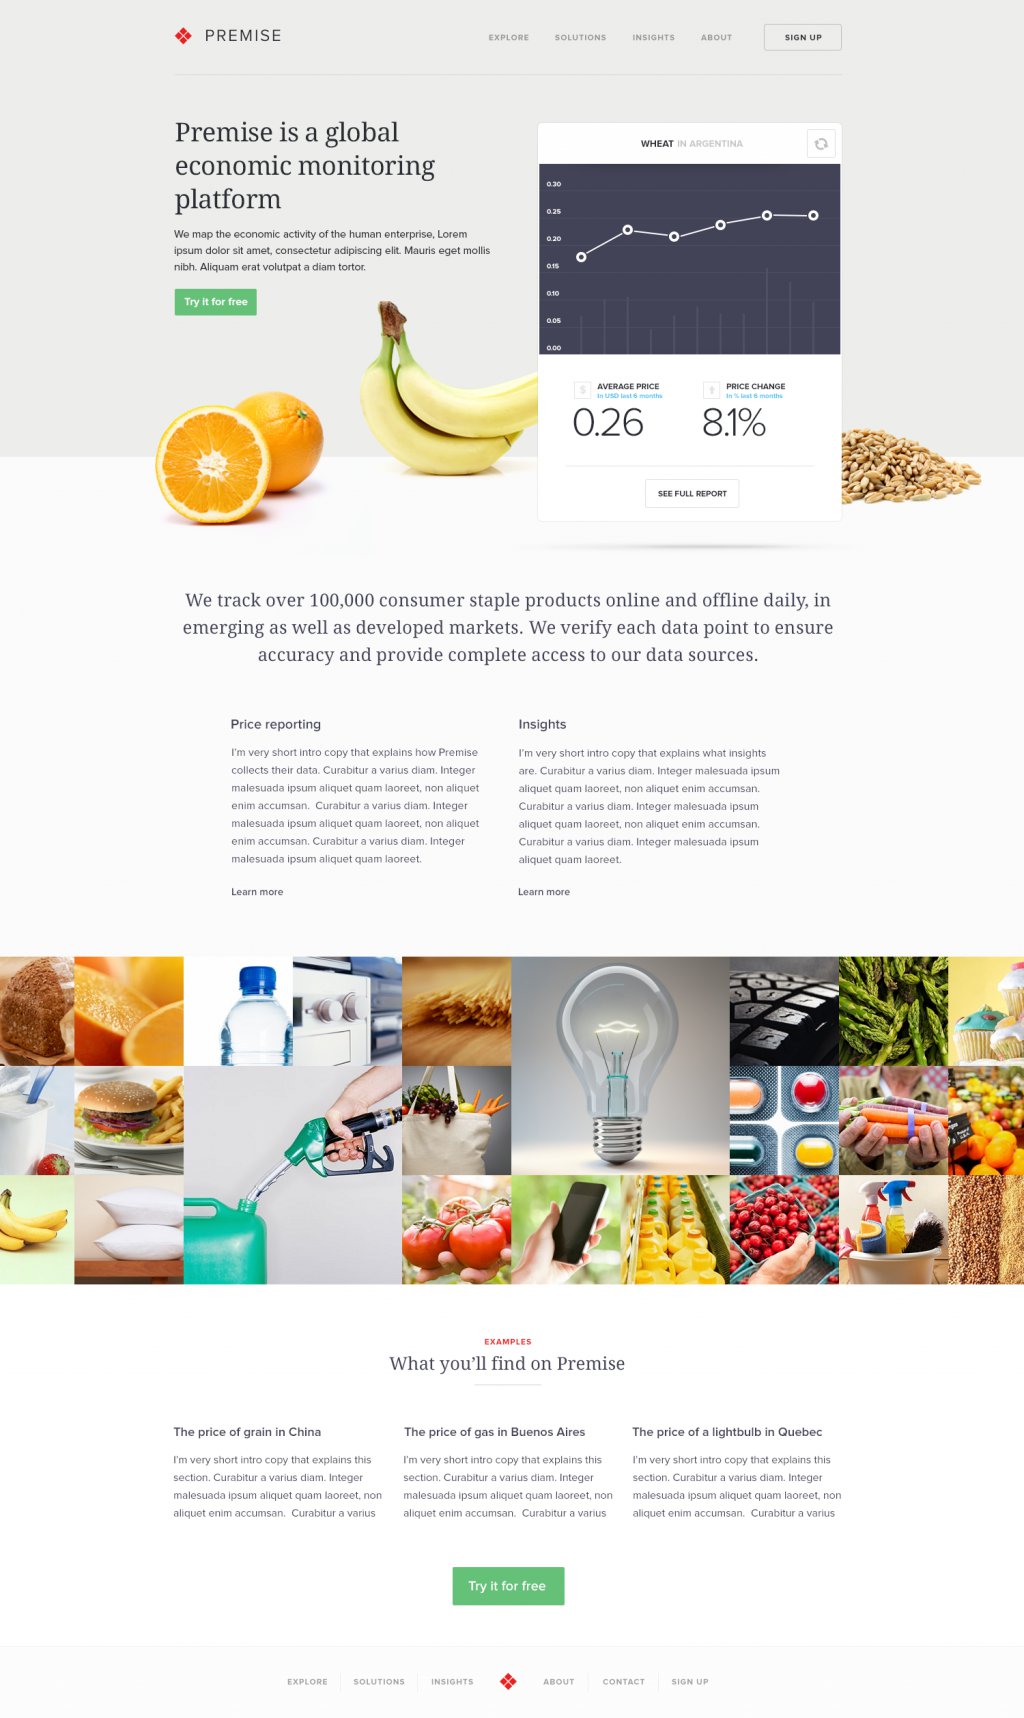 PREMISE
EXPLORE SOLUTIONS INSIGHTS ABOUT SIGN UP
Premise is a global
economic monitoring
platform
We map the economic activity of the human enterprise, Lorem
ipsum dolor sit amet, consectetur adipiscing elit. Mauris eget mollis
nibh. Aliquam erat volutpat a diam tortor.
Try it for free
WHEAT IN ARGENTINA
0.30
0.25
0.20
0.15
0.10
0.05
0.00
$ AVERAGE PRICE
In USD last 6 months
0.26
PRICE CHANGE
In % last 6 months
8.1%
SEE FULL REPORT
We track over 100,000 consumer staple products online and offline daily, in
emerging as well as developed markets. We verify each data point to ensure
accuracy and provide complete access to our data sources.
Price reporting
I'm very short intro copy that explains how Premise
collects their data. Curabitur a varius diam. Integer
malesuada ipsum aliquet quam laoreet, non aliquet
enim accumsan.  Curabitur a varius diam. Integer
malesuada ipsum aliquet quam laoreet, non aliquet
enim accumsan. Curabitur a varius diam. Integer
malesuada ipsum aliquet quam laoreet.
Learn more
Insights
I'm very short intro copy that explains what insights
are. Curabitur a varius diam. Integer malesuada ipsum
aliquet quam laoreet, non aliquet enim accumsan.
Curabitur a varius diam. Integer malesuada ipsum
aliquet quam laoreet, non aliquet enim accumsan.
Curabitur a varius diam. Integer malesuada ipsum
aliquet quam laoreet.
Learn more
EXAMPLES
What you'll find on Premise
The price of grain in China
I'm very short intro copy that explains this
section. Curabitur a varius diam. Integer
malesuada ipsum aliquet quam laoreet, non
aliquet enim accumsan.  Curabitur a varius
The price of gas in Buenos Aires
I'm very short intro copy that explains this
section. Curabitur a varius diam. Integer
malesuada ipsum aliquet quam laoreet, non
aliquet enim accumsan.  Curabitur a varius
The price of a lightbulb in Quebec
I'm very short intro copy that explains this
section. Curabitur a varius diam. Integer
malesuada ipsum aliquet quam laoreet, non
aliquet enim accumsan.  Curabitur a varius
Try it for free
EXPLORE SOLUTIONS INSIGHTS ABOUT CONTACT SIGN UP